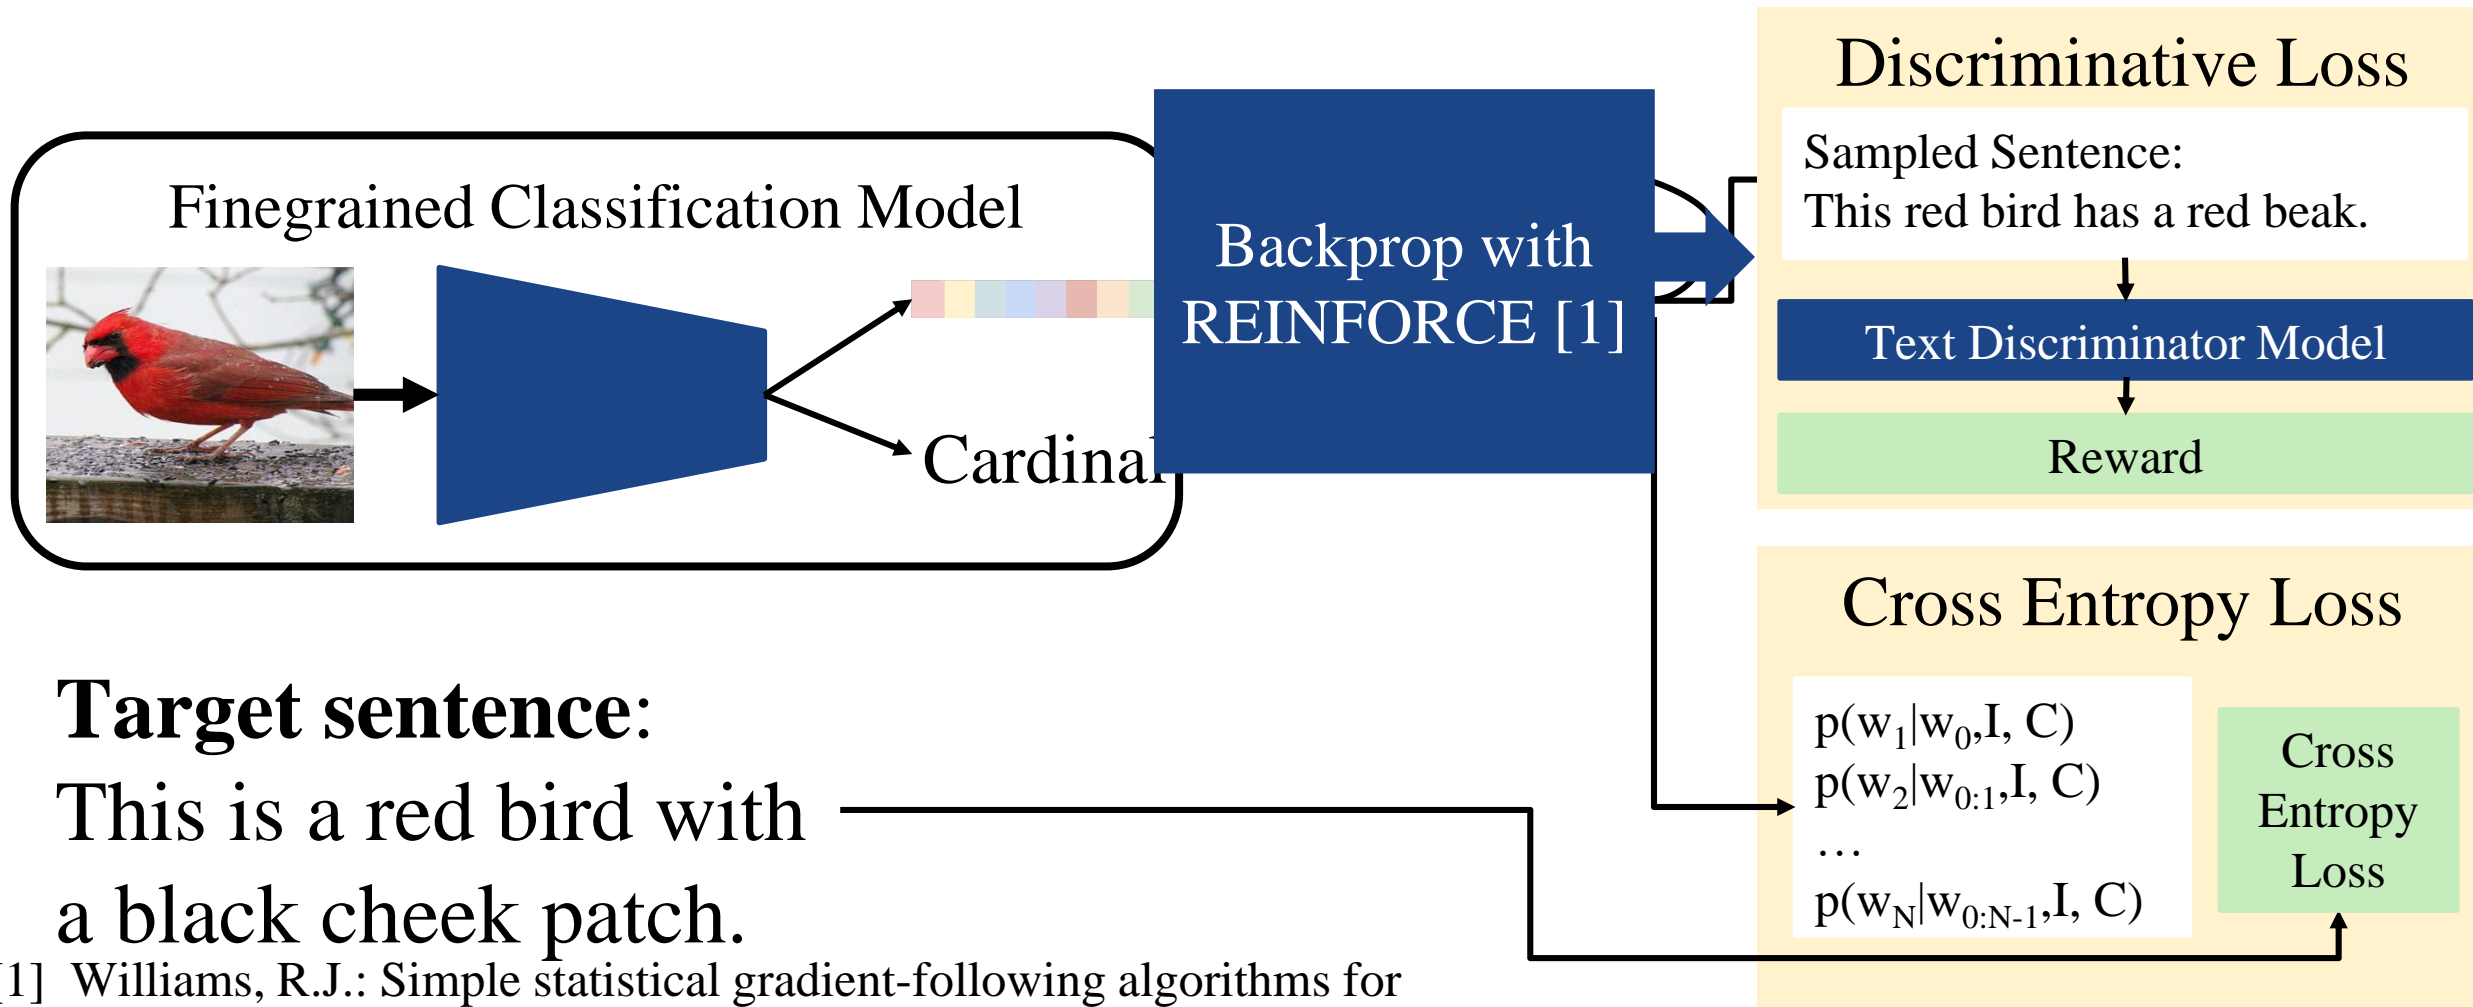 Finegrained Classification Model
Cardinal
Backprop with
REINFORCE [1]
Discriminative Loss
Sampled Sentence:
This red bird has a red beak.
Text Discriminator Model
Reward
Cross Entropy Loss
p(w1|w0,I, C)
p(w2|w0:1,I, C)
…
p(wN|w0:N-1,I, C)
Cross
Entropy
Loss
Target sentence:
This is a red bird with
a black cheek patch.
[1] Williams, R.J.: Simple statistical gradient-following algorithms for